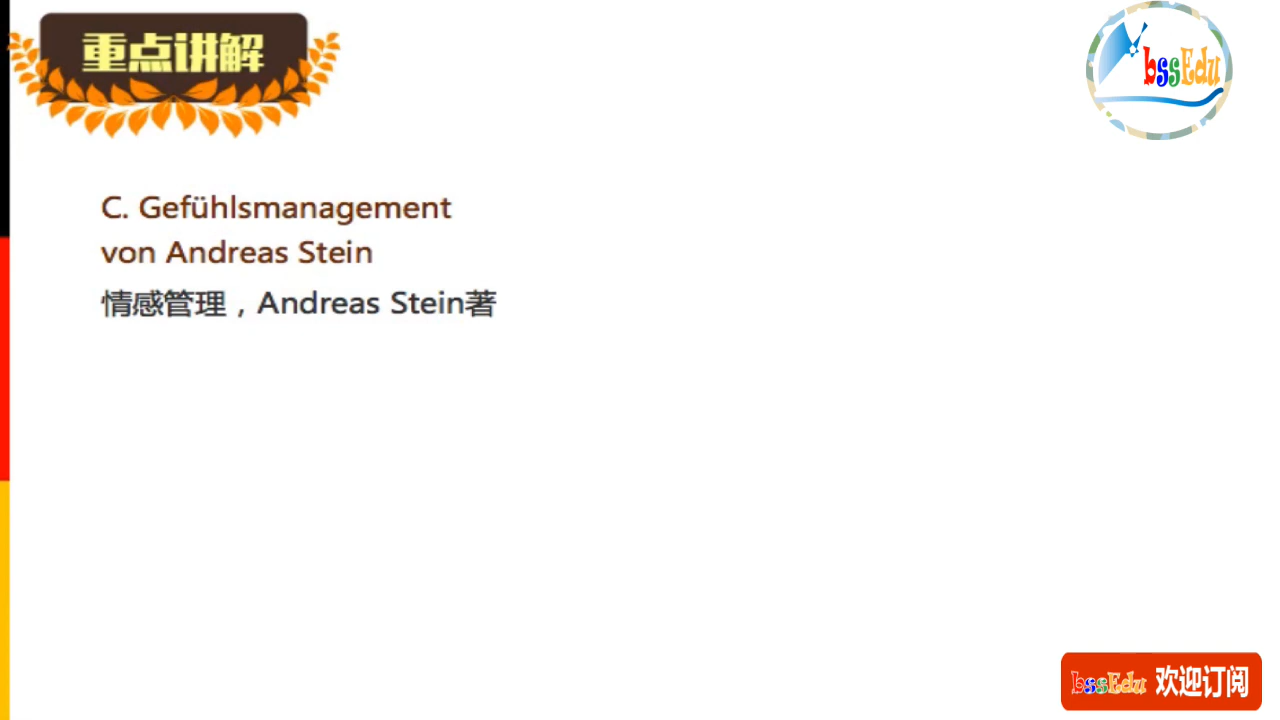 重点讲解
bssEdu
C. Gefühlsmanagement
von Andreas Stein
情感管理，Andreas Stein著
bssEdu 欢迎订阅